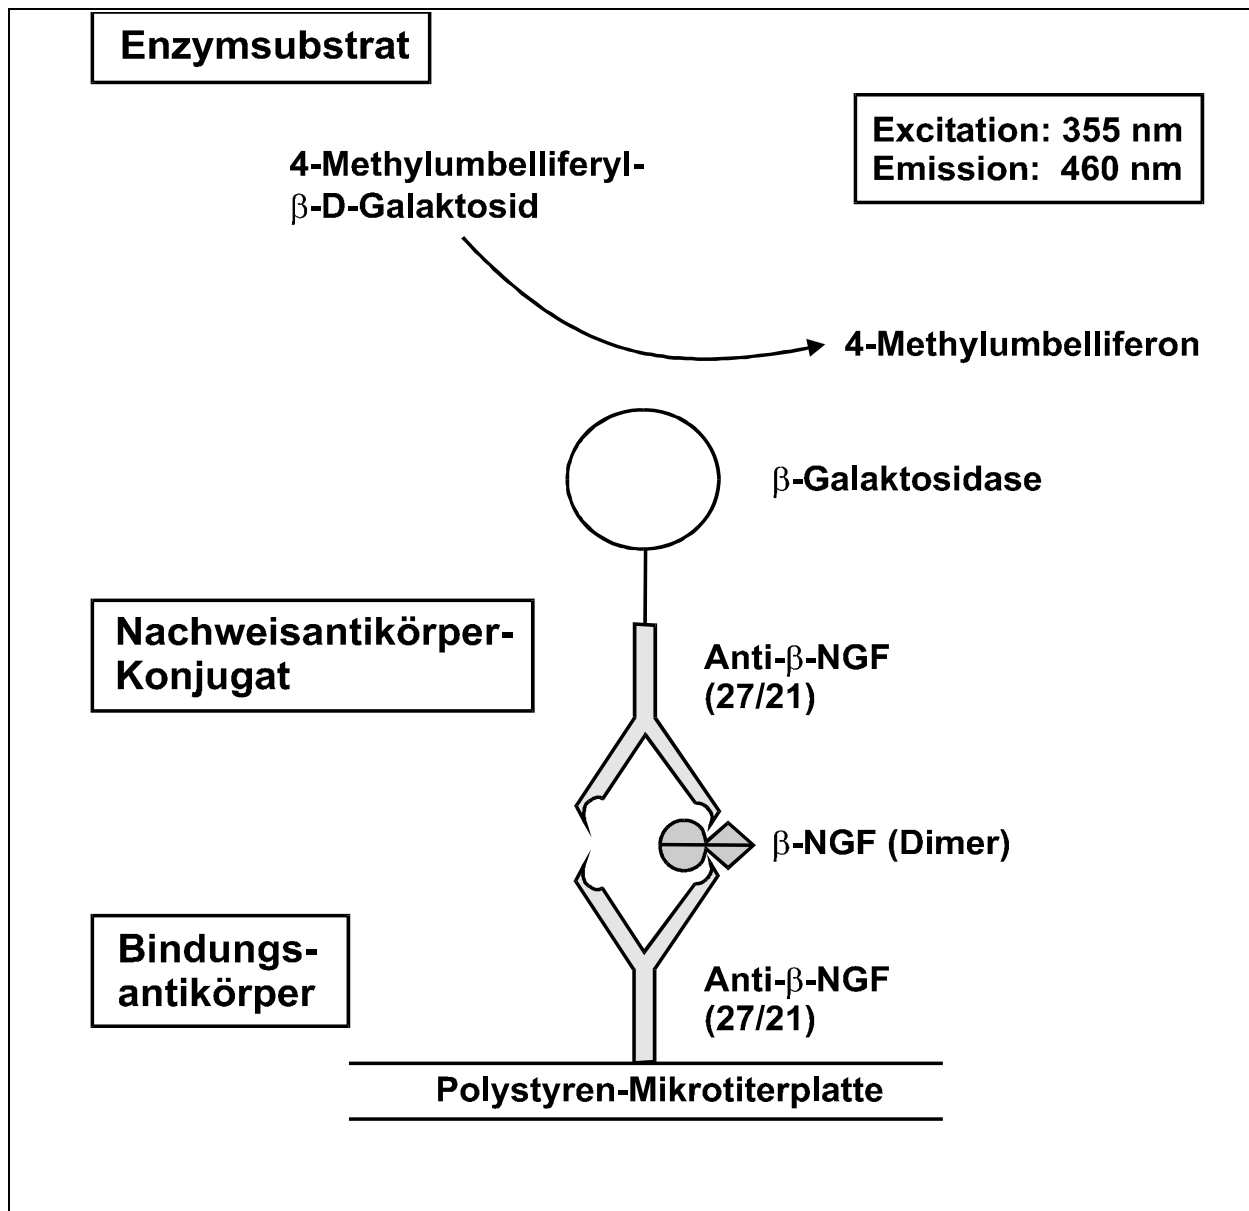 Enzymsubstrat
Excitation: 355 nm
Emission: 460 nm
4-Methylumbelliferyl-
β-D-Galaktosid
4-Methylumbelliferon
β-Galaktosidase
Nachweisantikörper-
Konjugat
Anti-β-NGF
(27/21)
β-NGF (Dimer)
Bindungs-
antikörper
Anti-β-NGF
(27/21)
Polystyren-Mikrotiterplatte